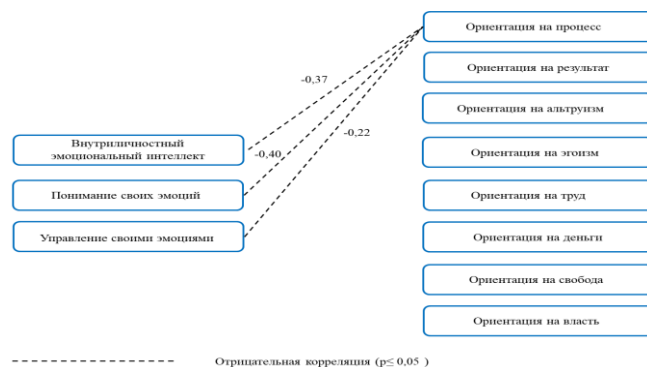 Ориентация на процесс
Ориентация на результат
-0,37
Ориентация на альтруизм
-0,22
Внутриличностный
эмоциональный интеллект
-0,40
Ориентация на эгоизм
Понимание своих эмоций
Ориентация на труд
Управление своими эмоциями
Ориентация на деньги
Ориентация на свобода
Ориентация на власть
Отрицательная корреляция (p≤ 0,05 )